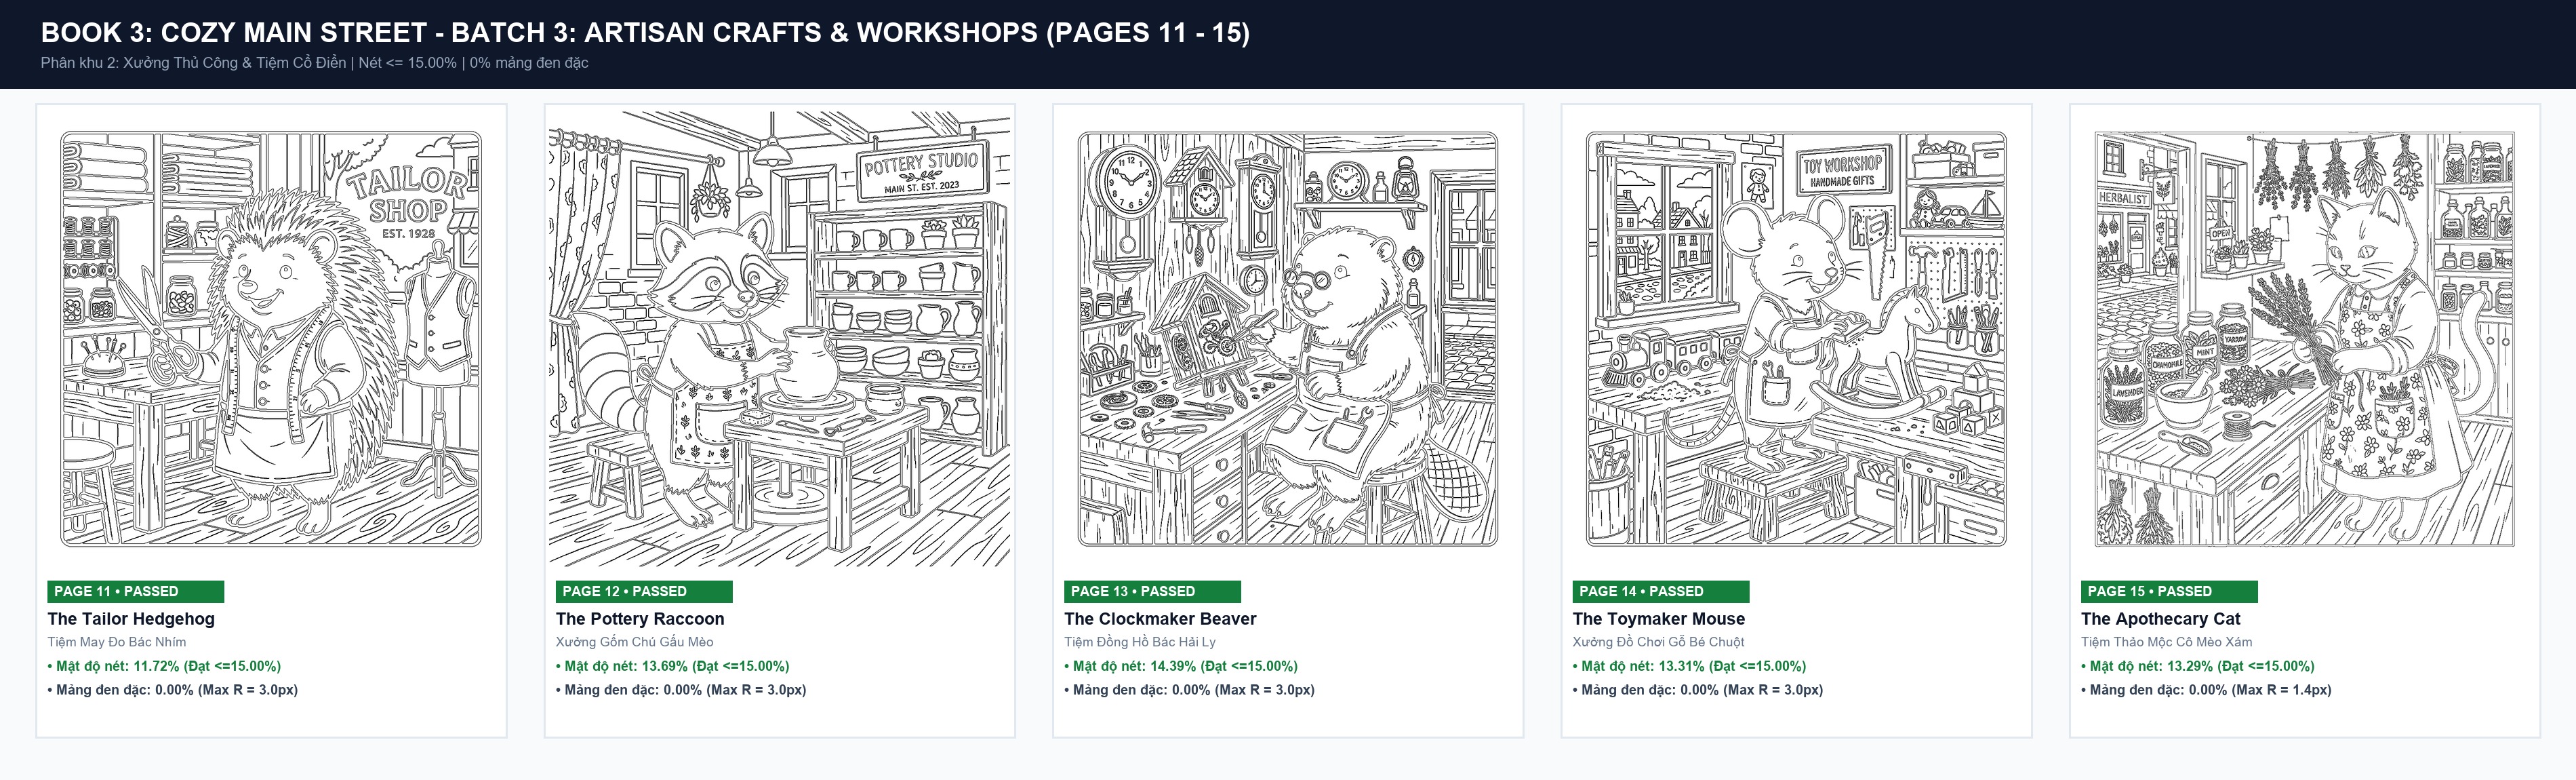 BOOK 3: COZY MAIN STREET - BATCH 3: ARTISAN CRAFTS & WORKSHOPS (PAGES 11 - 15)
Phân khu 2: Xưởng Thủ Công & Tiệm Cổ Điển | Nét <= 15.00% | 0% mảng đen đặc
TAILOR
SHOP
EST. 1928
PAGE 11 • PASSED
The Tailor Hedgehog
Tiệm May Đo Bác Nhím
• Mật độ nét: 11.72% (Đạt <=15.00%)
• Mảng đen đặc: 0.00% (Max R = 3.0px)
POTTERY STUDIO
MAIN ST. EST. 2023
PAGE 12 • PASSED
The Pottery Raccoon
Xưởng Gốm Chú Gấu Mèo
• Mật độ nét: 13.69% (Đạt <=15.00%)
• Mảng đen đặc: 0.00% (Max R = 3.0px)
PAGE 13 • PASSED
The Clockmaker Beaver
Tiệm Đồng Hồ Bác Hải Ly
• Mật độ nét: 14.39% (Đạt <=15.00%)
• Mảng đen đặc: 0.00% (Max R = 3.0px)
TOY WORKSHOP
HANDMADE GIFTS
PAGE 14 • PASSED
The Toymaker Mouse
Xưởng Đồ Chơi Gỗ Bé Chuột
• Mật độ nét: 13.31% (Đạt <=15.00%)
• Mảng đen đặc: 0.00% (Max R = 3.0px)
HERBALIST
OPEN
YARROW
MINT
CHAMOMILE
LAVENDER
PAGE 15 • PASSED
The Apothecary Cat
Tiệm Thảo Mộc Cô Mèo Xám
• Mật độ nét: 13.29% (Đạt <=15.00%)
• Mảng đen đặc: 0.00% (Max R = 1.4px)